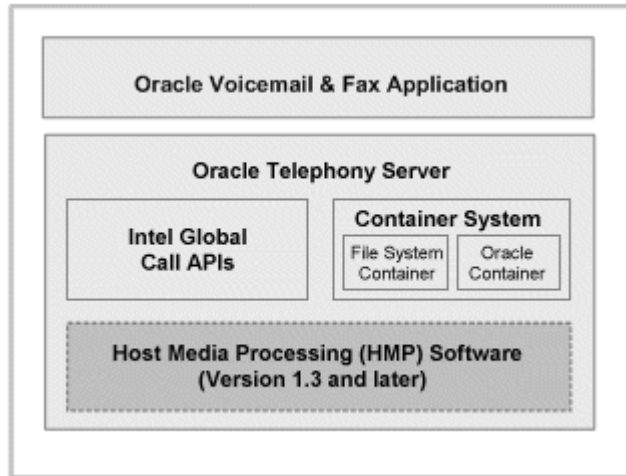 Oracle Voicemail & Fax Application
Oracle Telephony Server
Intel Global
Call APIs
Container System
File System
Container
Oracle
Container
Host Media Processing (HMP) Software
(Version 1.3 and later)